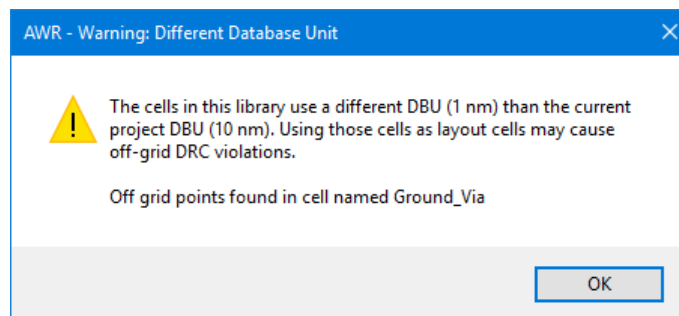 AWR - Warning: Different Database Unit
The cells in this library use a different DBU (1 nm) than the current
project DBU (10 nm). Using those cells as layout cells may cause
off-grid DRC violations.
Off grid points found in cell named Ground_Via
OK